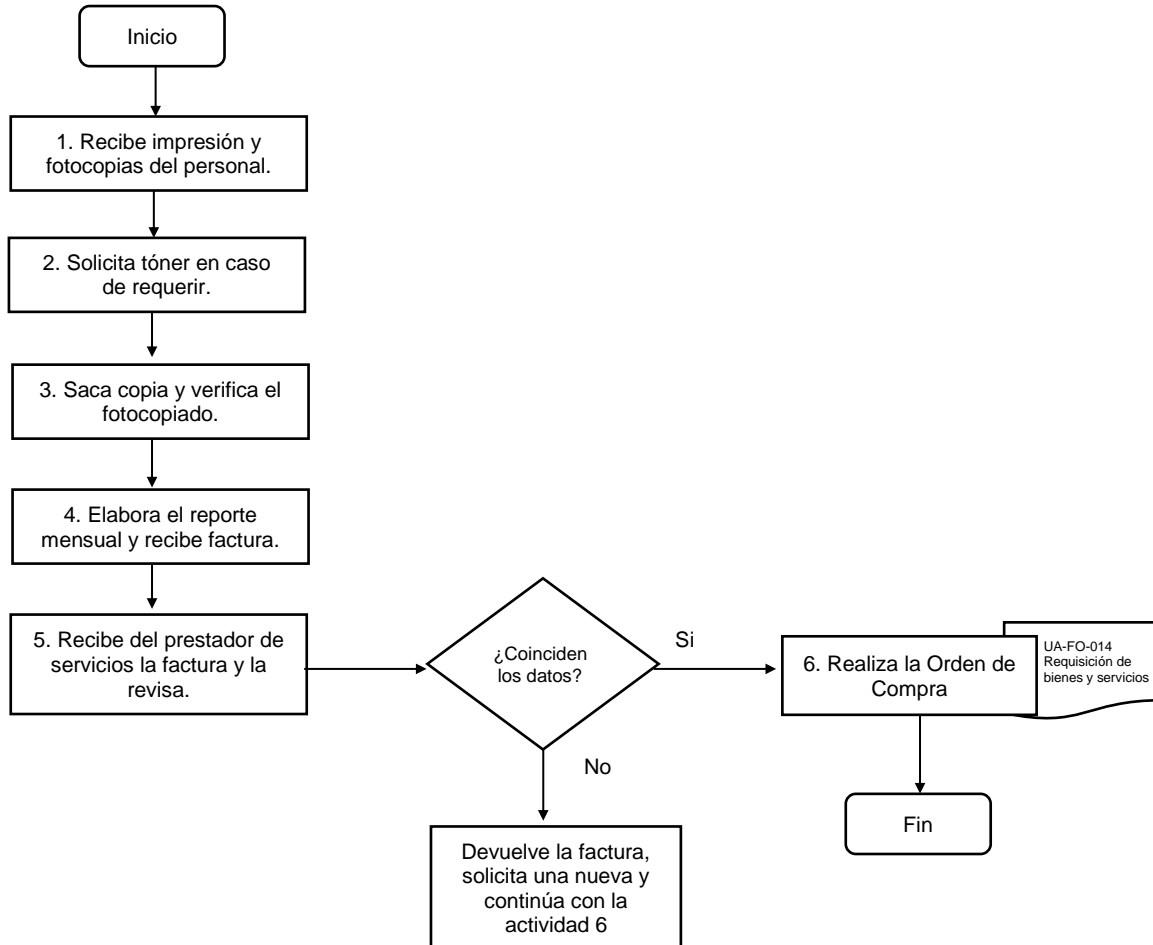 Inicio
1. Recibe impresión y
fotocopias del personal.
2. Solicita tóner en caso
de requerir.
3. Saca copia y verifica el
fotocopiado.
4. Elabora el reporte
mensual y recibe factura.
5. Recibe del prestador de
servicios la factura y la
revisa.
¿Coinciden
los datos?
Si
6. Realiza la Orden de
Compra
UA-FO-014
Requisición de
bienes y servicios
No
Devuelve la factura,
solicita una nueva y
continúa con la
actividad 6
Fin